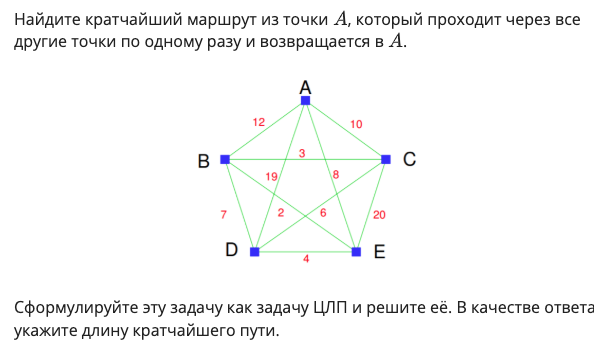 Найдите кратчайший маршрут из точки A, который проходит через все
другие точки по одному разу и возвращается в A.
A
12
10
B
3
C
19
8
7
2
6
20
D
E
4
Сформулируйте эту задачу как задачу ЦЛП и решите её. В качестве ответа
укажите длину кратчайшего пути.